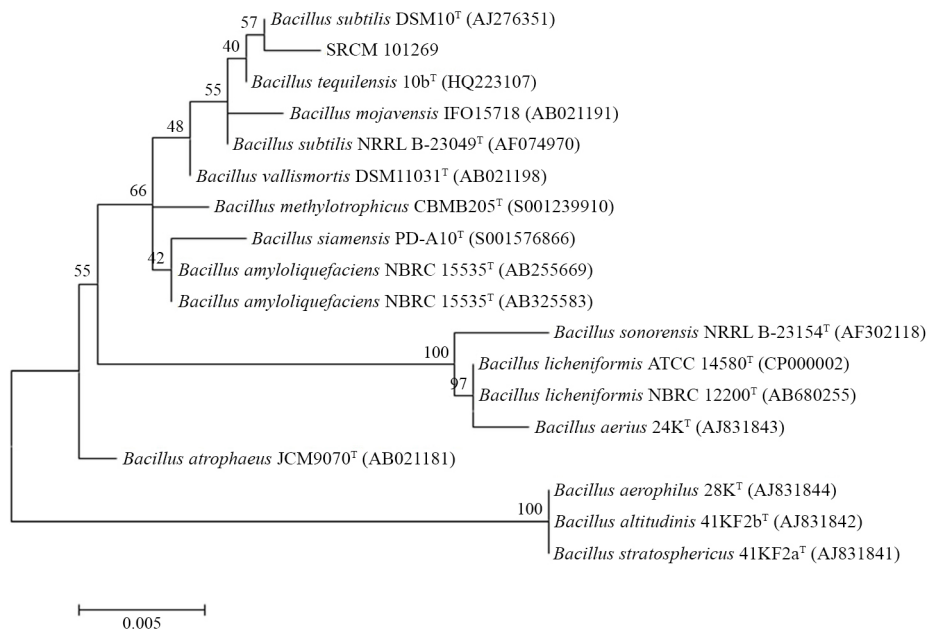 57
Bacillus subtilis DSM10ᵀ (AJ276351)
40
SRCM 101269
Bacillus tequilensis 10bᵀ (HQ223107)
55
Bacillus mojavensis IFO15718 (AB021191)
48
Bacillus subtilis NRRL B-23049ᵀ (AF074970)
Bacillus vallismortis DSM11031ᵀ (AB021198)
66
Bacillus methylotrophicus CBMB205ᵀ (S001239910)
Bacillus siamensis PD-A10ᵀ (S001576866)
42
Bacillus amyloliquefaciens NBRC 15535ᵀ (AB255669)
55
Bacillus amyloliquefaciens NBRC 15535ᵀ (AB325583)
Bacillus sonorensis NRRL B-23154ᵀ (AF302118)
100
Bacillus licheniformis ATCC 14580ᵀ (CP000002)
97
Bacillus licheniformis NBRC 12200ᵀ (AB680255)
Bacillus aerius 24Kᵀ (AJ831843)
Bacillus atrophaeus JCM9070ᵀ (AB021181)
Bacillus aerophilus 28Kᵀ (AJ831844)
100
Bacillus altitudinis 41KF2bᵀ (AJ831842)
Bacillus stratosphericus 41KF2aᵀ (AJ831841)
0.005